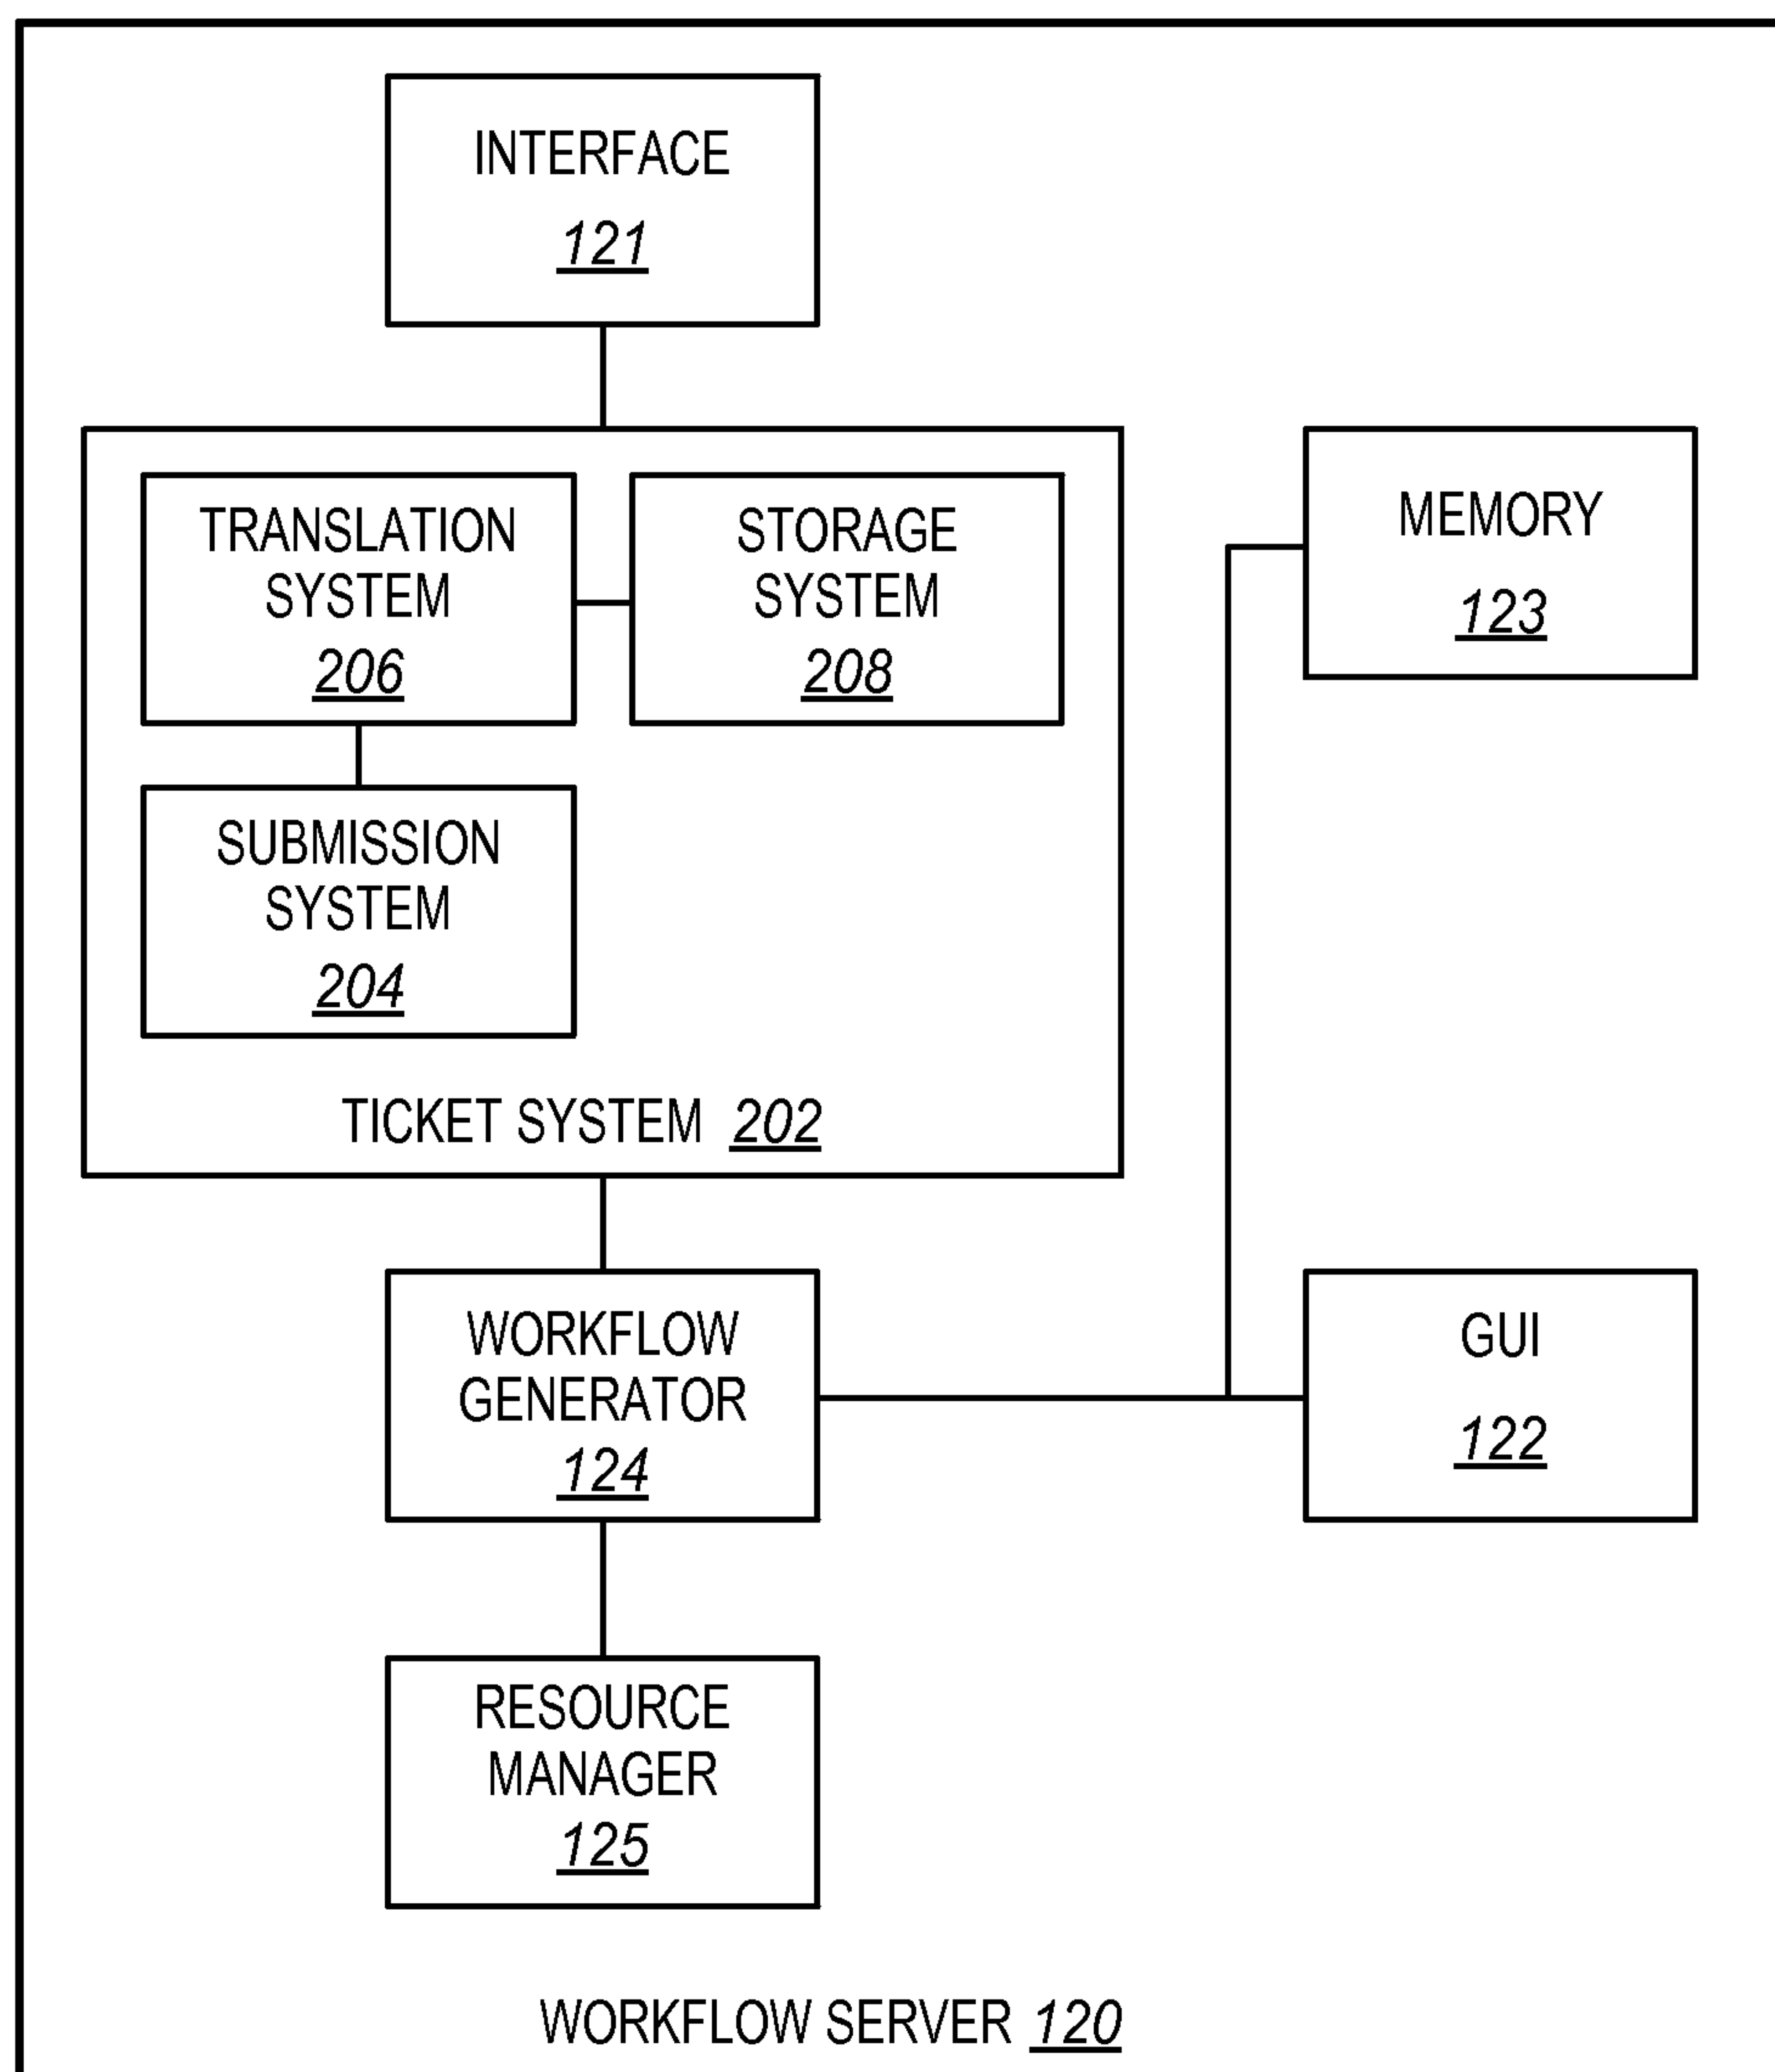 INTERFACE
121
TRANSLATION
SYSTEM
206
STORAGE
SYSTEM
208
MEMORY
123
SUBMISSION
SYSTEM
204
TICKET SYSTEM 202
WORKFLOW
GENERATOR
124
GUI
122
RESOURCE
MANAGER
125
WORKFLOW SERVER 120